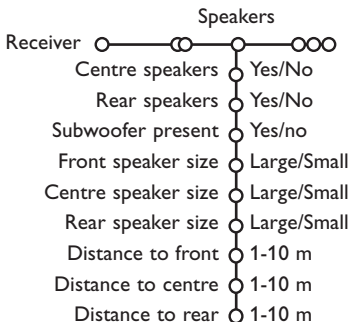 Speakers
Receiver
Centre speakers Yes/No
Rear speakers Yes/No
Subwoofer present Yes/no
Front speaker size Large/Small
Centre speaker size Large/Small
Rear speaker size Large/Small
Distance to front 1-10 m
Distance to centre 1-10 m
Distance to rear 1-10 m